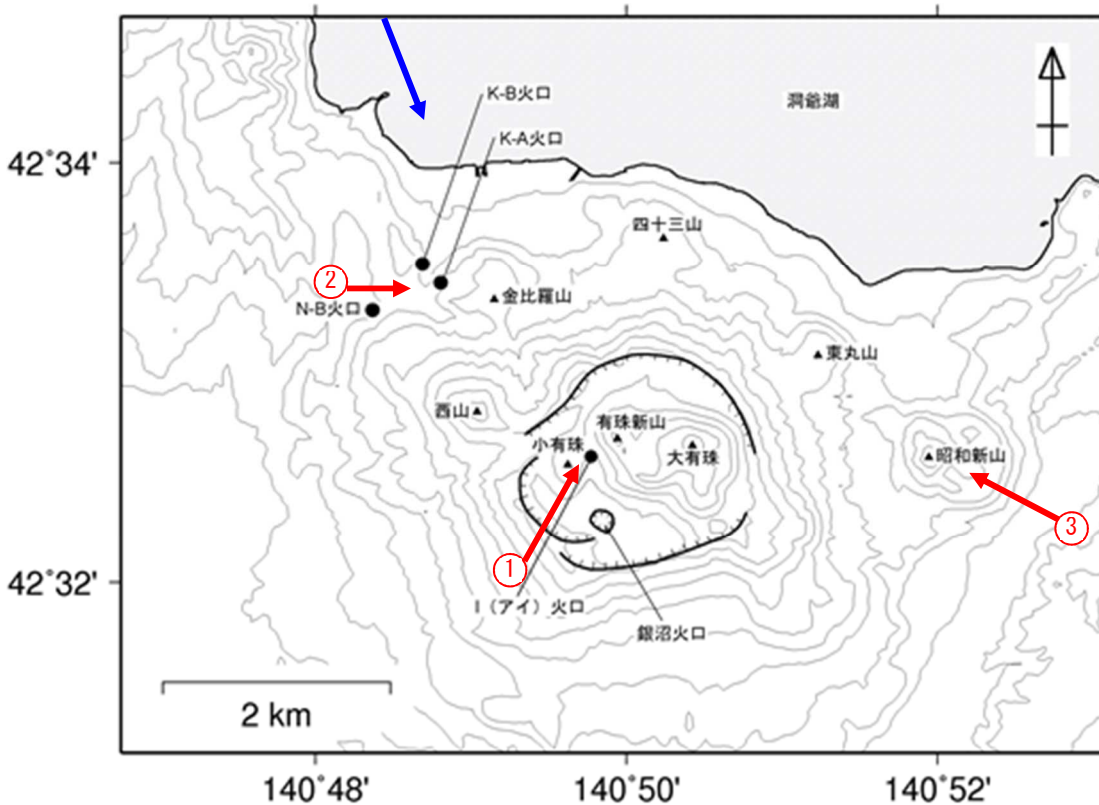 K-B火口
洞爺湖
K-A火口
42˚34'
四十三山
②
金比羅山
N-B火口
東丸山
西山
有珠新山
小有珠
大有珠
昭和新山
③
①
42˚32'
I（アイ）火口
銀沼火口
2 km
140˚48'
140˚50'
140˚52'